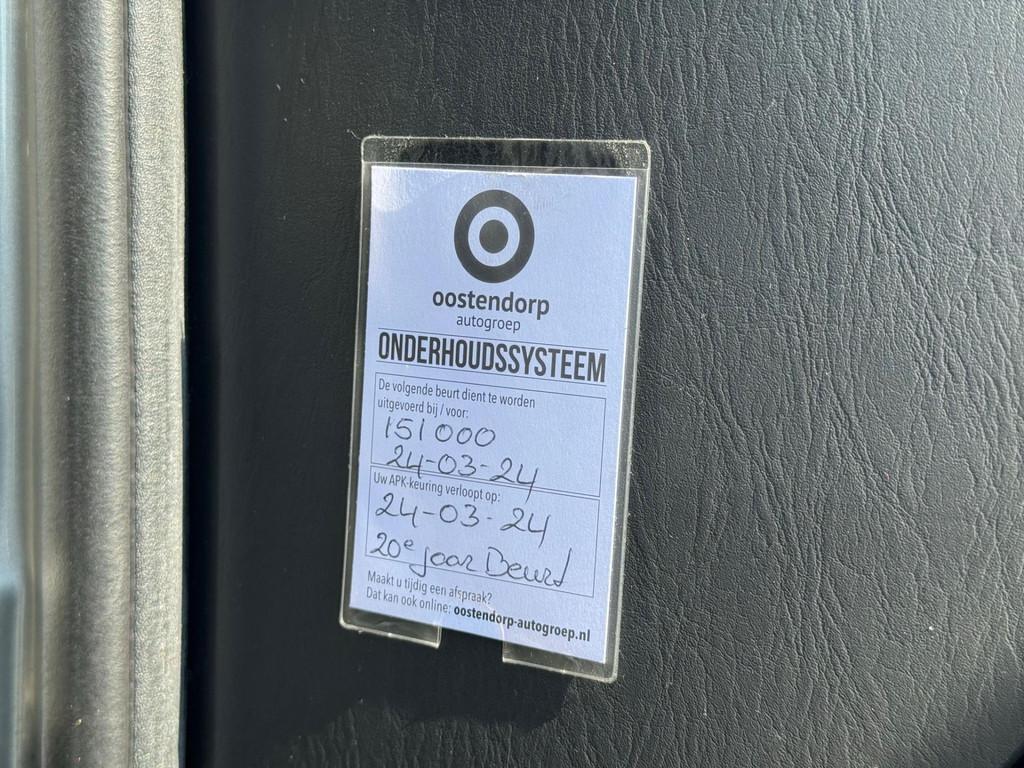 oostendorp
autogroep
ONDERHOUDSSYSTEEM
De volgende beurt dient te worden
uitgevoerd bij / voor:
151000
24-03-24
Uw APK-keuring verloopt op:
24-03-24
20e jaar Beurt
Maakt u tijdig een afspraak?
Dat kan ook online: oostendorp-autogroep.nl